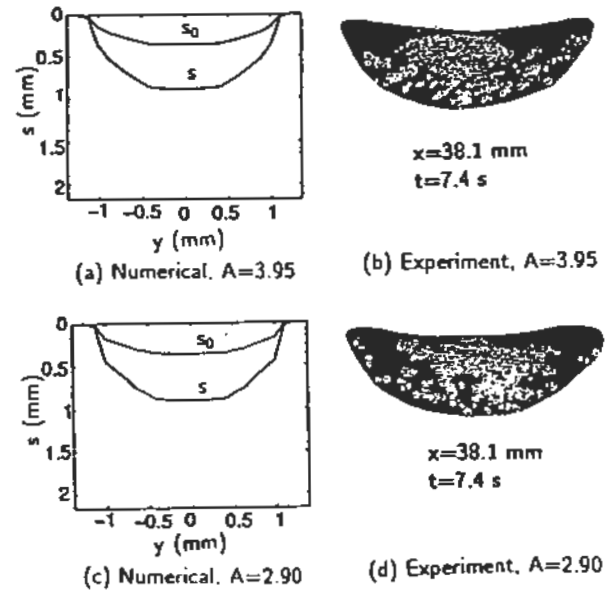 0
0.5
1
1.5
2
s (mm)
s₀
s
−1 −0.5 0 0.5 1
y (mm)
(a) Numerical, A=3.95
x=38.1 mm
t=7.4 s
(b) Experiment, A=3.95
0
0.5
1
1.5
2
s (mm)
s₀
s
−1 −0.5 0 0.5 1
y (mm)
(c) Numerical, A=2.90
x=38.1 mm
t=7.4 s
(d) Experiment, A=2.90